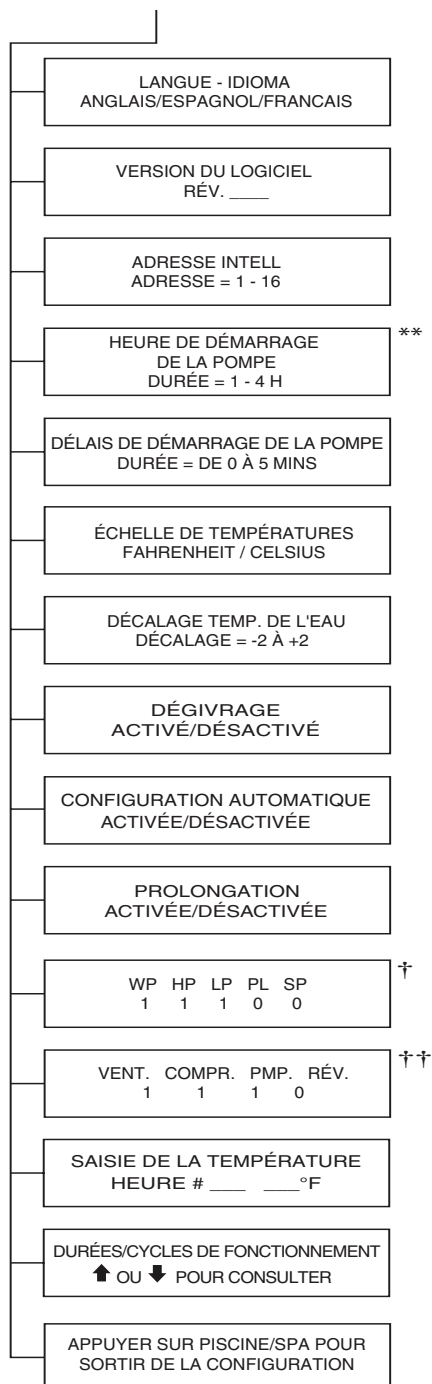 LANGUE - IDIOMA
ANGLAIS/ESPAGNOL/FRANCAIS
VERSION DU LOGICIEL
RÉV. ____
ADRESSE INTELL
ADRESSE = 1 - 16
HEURE DE DÉMARRAGE **
DE LA POMPE
DURÉE = 1 - 4 H
DÉLAIS DE DÉMARRAGE DE LA POMPE
DURÉE = DE 0 À 5 MINS
ÉCHELLE DE TEMPÉRATURES
FAHRENHEIT / CELSIUS
DÉCALAGE TEMP. DE L'EAU
DÉCALAGE = -2 À +2
DÉGIVRAGE
ACTIVÉ/DÉSACTIVÉ
CONFIGURATION AUTOMATIQUE
ACTIVÉE/DÉSACTIVÉE
PROLONGATION
ACTIVÉE/DÉSACTIVÉE
†
WP HP LP PL SP
1 1 1 0 0
††
VENT. COMPR. PMP. RÉV.
1 1 1 0
SAISIE DE LA TEMPÉRATURE
HEURE # ___ ___°F
DURÉES/CYCLES DE FONCTIONNEMENT
⬆ OU ⬇ POUR CONSULTER
APPUYER SUR PISCINE/SPA POUR
SORTIR DE LA CONFIGURATION